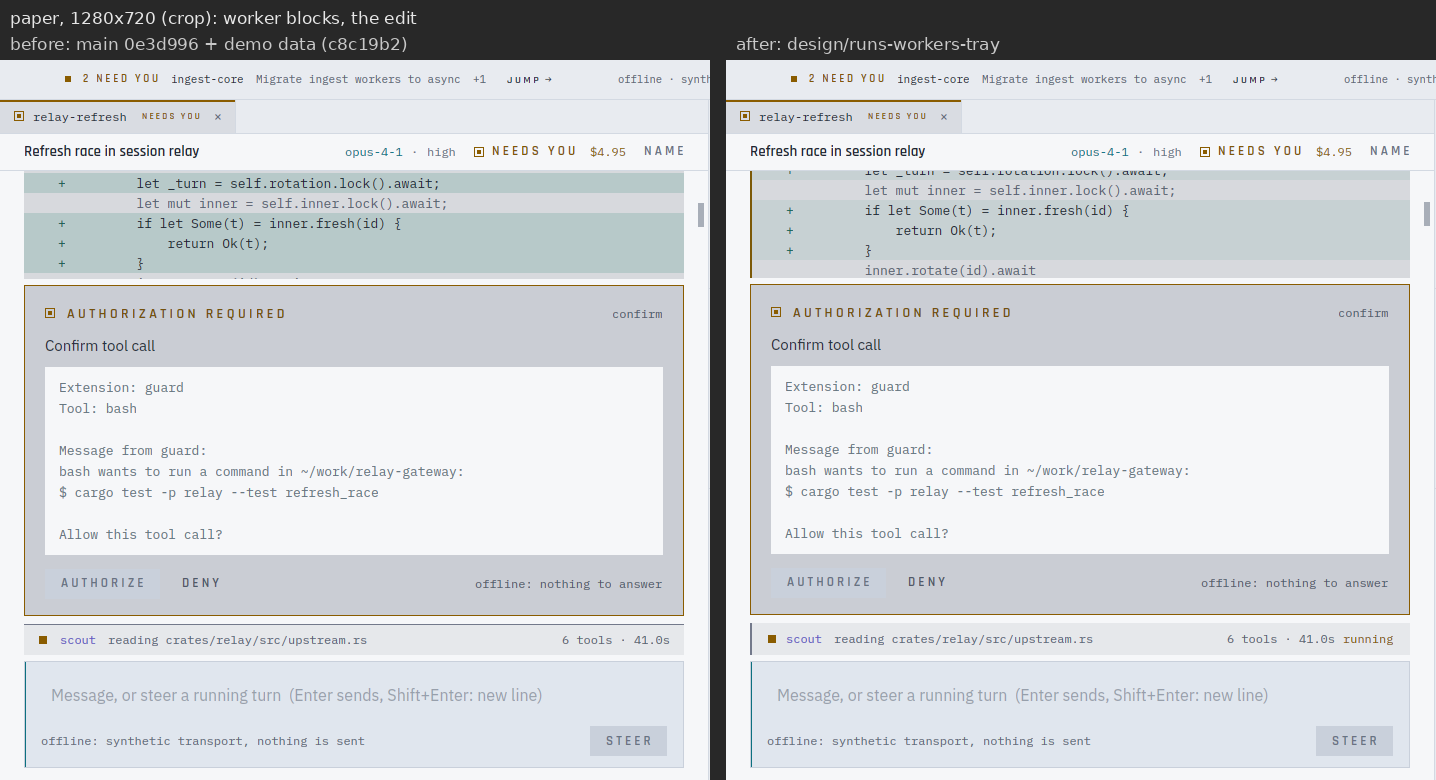 paper, 1280x720 (crop): worker blocks, the edit
before: main 0e3d996 + demo data (c8c19b2)
2 NEED YOU ingest-core Migrate ingest workers to async +1 JUMP → offline · synth
relay-refresh NEEDS YOU ×
Refresh race in session relay opus-4-1 · high NEEDS YOU $4.95 NAME
+ let _turn = self.rotation.lock().await;
let mut inner = self.inner.lock().await;
+ if let Some(t) = inner.fresh(id) {
+ return Ok(t);
+ }
AUTHORIZATION REQUIRED confirm
Confirm tool call
Extension: guard
Tool: bash
Message from guard:
bash wants to run a command in ~/work/relay-gateway:
$ cargo test -p relay --test refresh_race
Allow this tool call?
AUTHORIZE DENY offline: nothing to answer
scout reading crates/relay/src/upstream.rs 6 tools · 41.0s
Message, or steer a running turn (Enter sends, Shift+Enter: new line)
offline: synthetic transport, nothing is sent STEER
after: design/runs-workers-tray
2 NEED YOU ingest-core Migrate ingest workers to async +1 JUMP → offline · synt
relay-refresh NEEDS YOU ×
Refresh race in session relay opus-4-1 · high NEEDS YOU $4.95 NAME
+ let _turn = self.rotation.lock().await;
let mut inner = self.inner.lock().await;
+ if let Some(t) = inner.fresh(id) {
+ return Ok(t);
+ }
inner.rotate(id).await
AUTHORIZATION REQUIRED confirm
Confirm tool call
Extension: guard
Tool: bash
Message from guard:
bash wants to run a command in ~/work/relay-gateway:
$ cargo test -p relay --test refresh_race
Allow this tool call?
AUTHORIZE DENY offline: nothing to answer
scout reading crates/relay/src/upstream.rs 6 tools · 41.0s running
Message, or steer a running turn (Enter sends, Shift+Enter: new line)
offline: synthetic transport, nothing is sent STEER